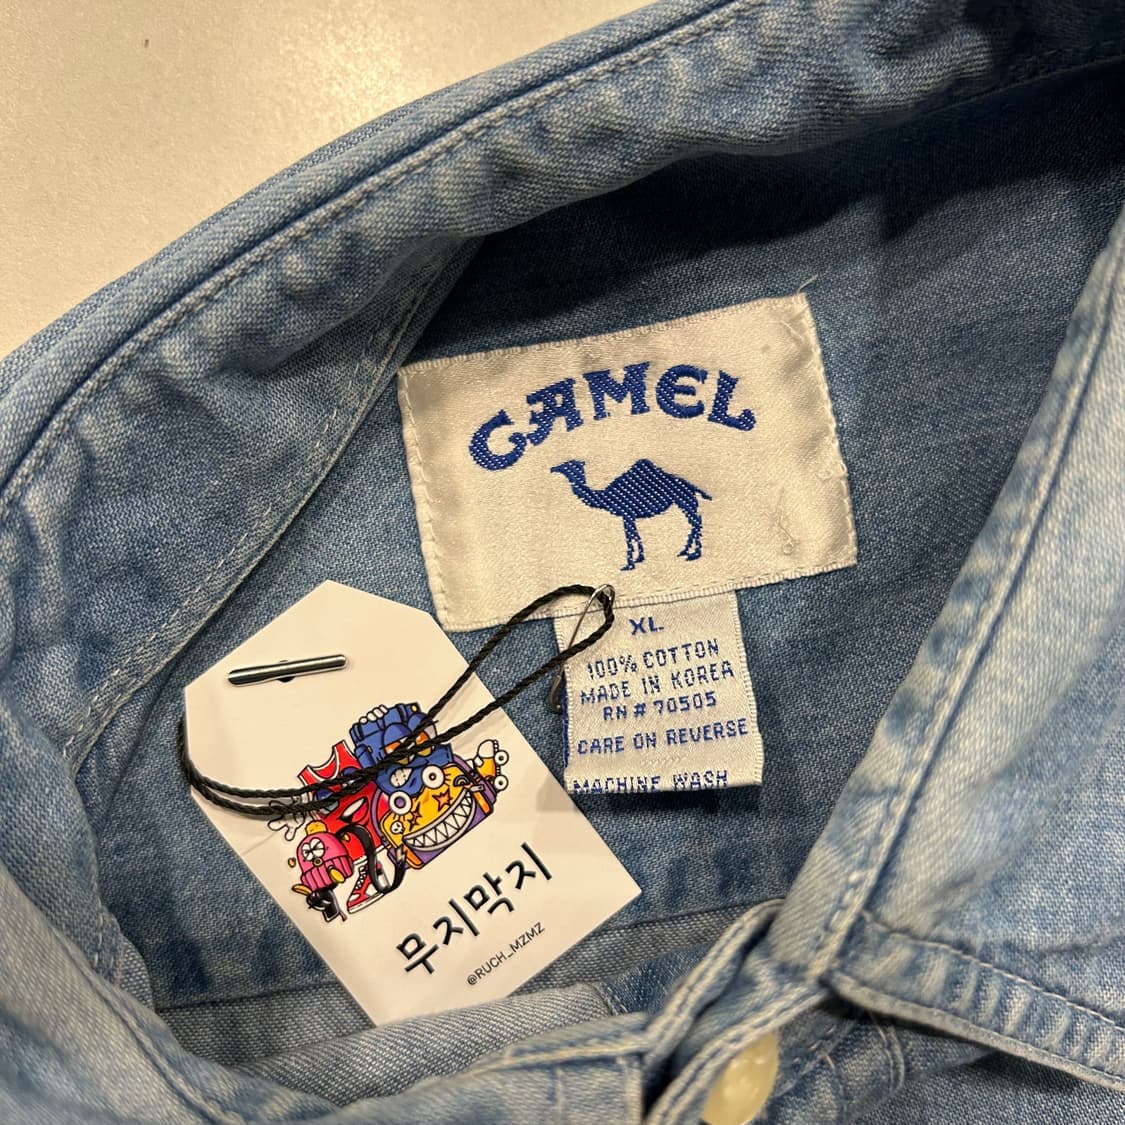 CAMEL
XL
100% COTTON
MADE IN KOREA
RN # 70505
CARE ON REVERSE
MACHINE WASH
무지막지
@RUCH_MZMZ